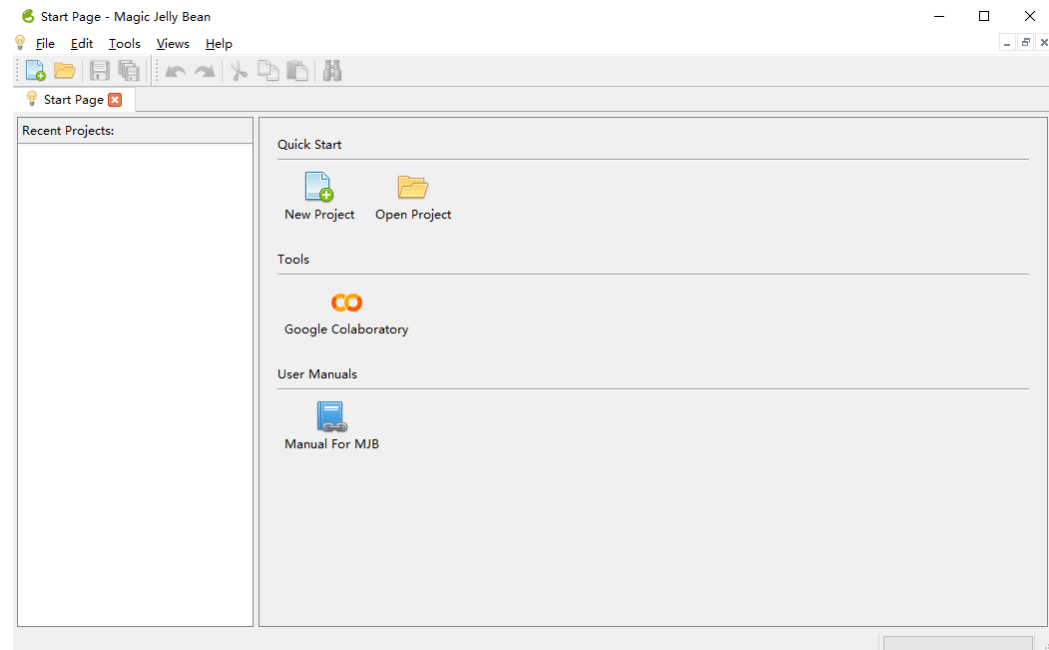 Start Page - Magic Jelly Bean
File Edit Tools Views Help
Start Page
Recent Projects:
Quick Start
New Project Open Project
Tools
Google Colaboratory
User Manuals
Manual For MJB